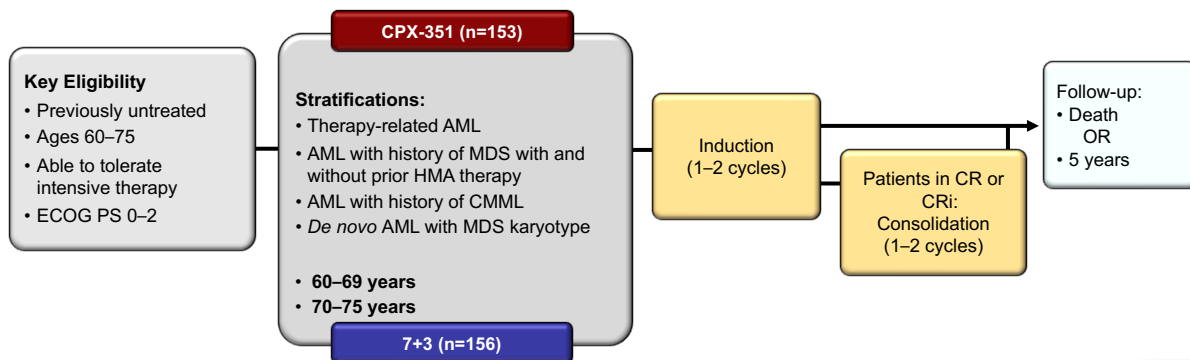 CPX-351 (n=153)
Key Eligibility
• Previously untreated
• Ages 60–75
• Able to tolerate
intensive therapy
• ECOG PS 0–2
Stratifications:
• Therapy-related AML
• AML with history of MDS with and
without prior HMA therapy
• AML with history of CMML
• De novo AML with MDS karyotype
• 60–69 years
• 70–75 years
7+3 (n=156)
Induction
(1–2 cycles)
Patients in CR or
CRi:
Consolidation
(1–2 cycles)
Follow-up:
• Death
OR
• 5 years